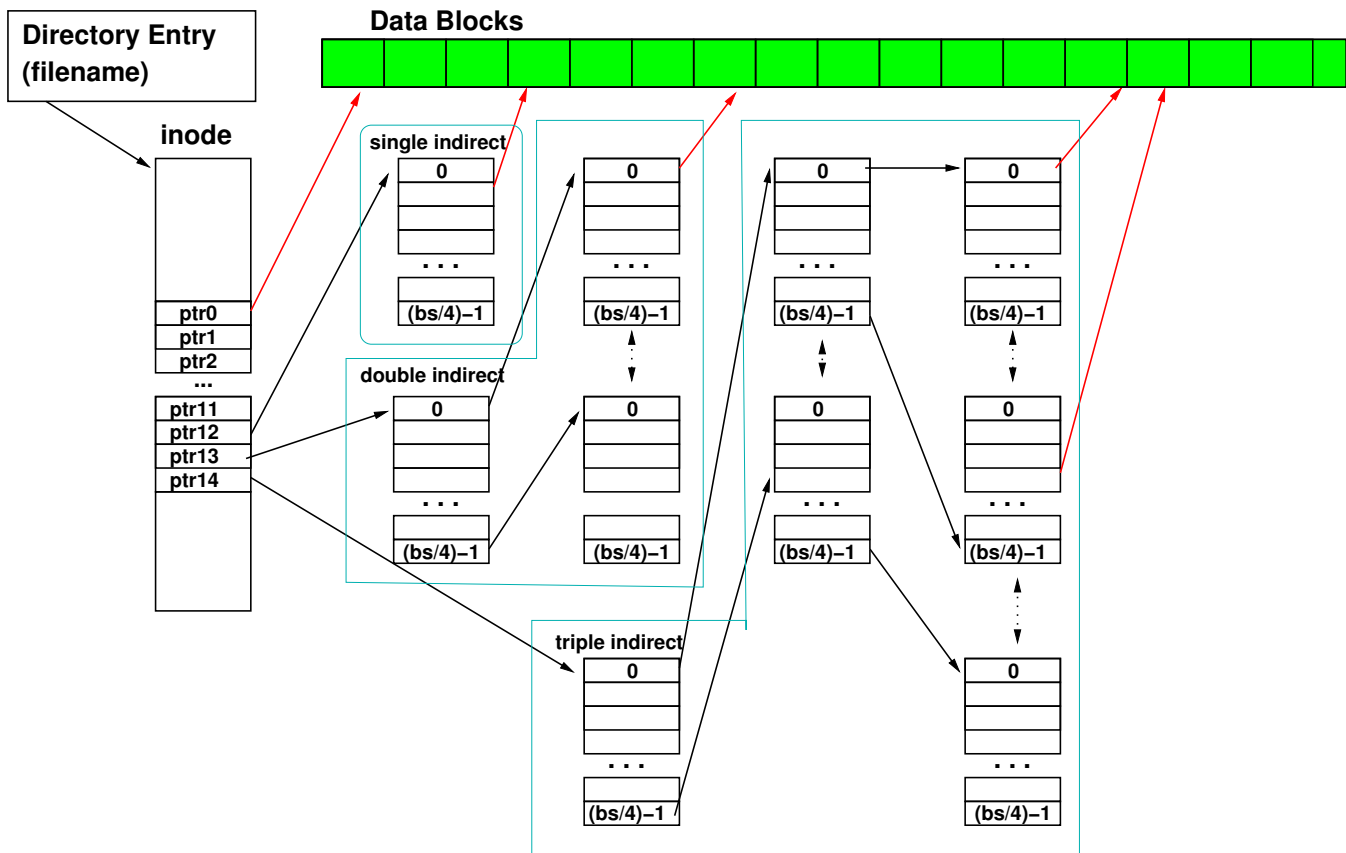 Directory Entry
(filename)
Data Blocks
inode
ptr0
ptr1
ptr2
...
ptr11
ptr12
ptr13
ptr14
single indirect
0
. . .
(bs/4)−1
0
. . .
(bs/4)−1
0
. . .
(bs/4)−1
0
. . .
(bs/4)−1
double indirect
0
. . .
(bs/4)−1
0
(bs/4)−1
0
. . .
(bs/4)−1
0
. . .
(bs/4)−1
triple indirect
0
. . .
(bs/4)−1
0
. . .
(bs/4)−1